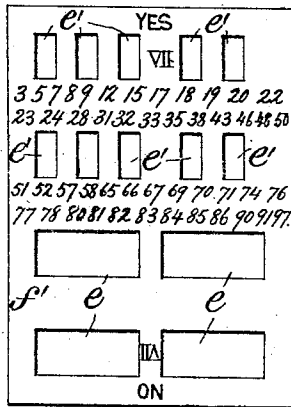 e' YES e'
VII
3 5 7 8 9 12 15 17 18 19 20 22
23 24 28 31 32 33 35 38 43 46 48 50
e' e' e'
51 52 57 58 65 66 67 69 70 71 74 76
77 78 80 81 82 83 84 85 86 90 91 97
f' e e
IIV
ON